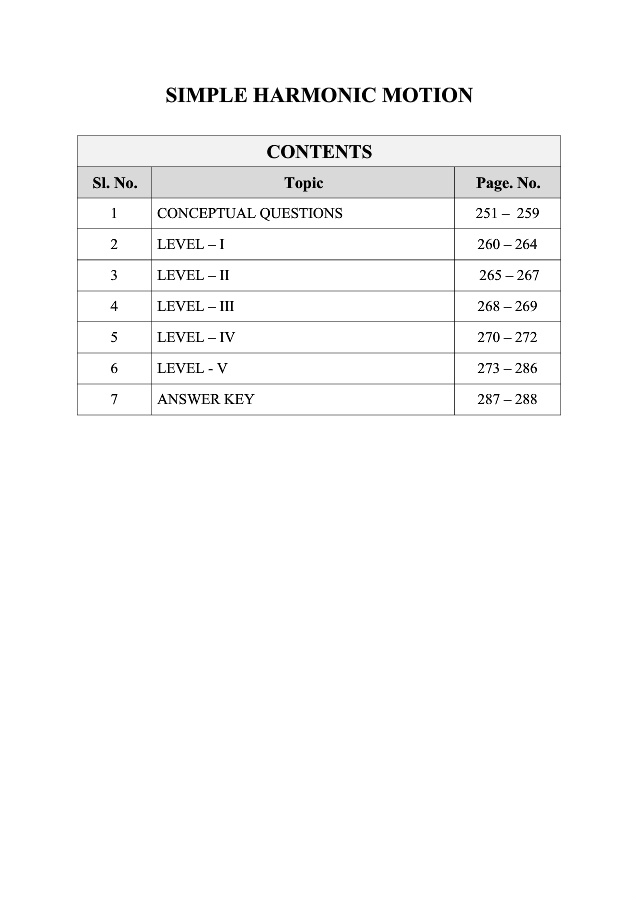 SIMPLE HARMONIC MOTION
CONTENTS
Sl. No. Topic Page. No.
1 CONCEPTUAL QUESTIONS 251 – 259
2 LEVEL – I 260 – 264
3 LEVEL – II 265 – 267
4 LEVEL – III 268 – 269
5 LEVEL – IV 270 – 272
6 LEVEL - V 273 – 286
7 ANSWER KEY 287 – 288